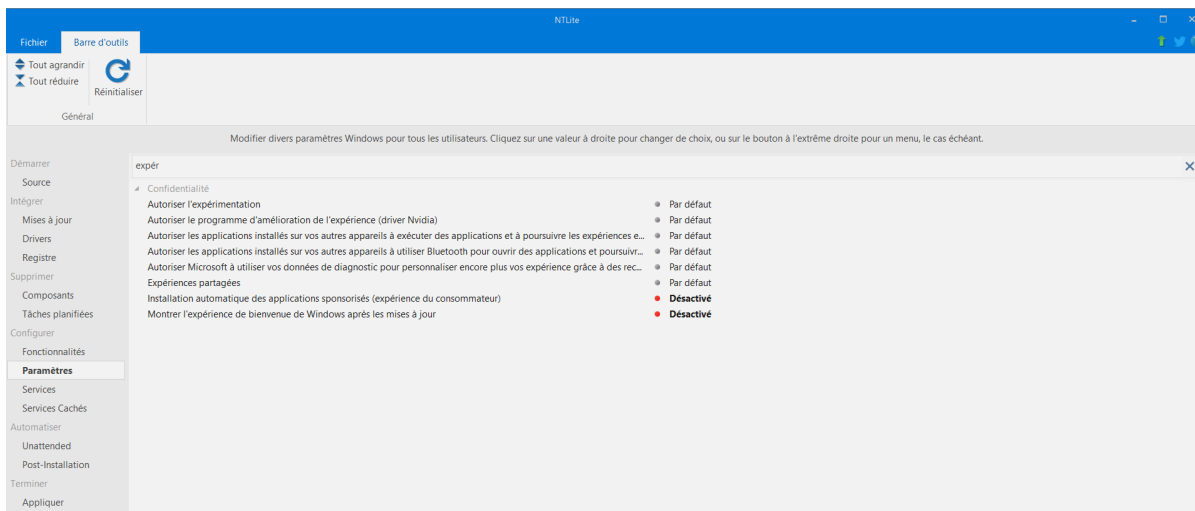 NTLite
Fichier
Barre d'outils
Tout agrandir
Tout réduire
Réinitialiser
Général
Modifier divers paramètres Windows pour tous les utilisateurs. Cliquez sur une valeur à droite pour changer de choix, ou sur le bouton à l'extrême droite pour un menu, le cas échéant.
Démarrer
Source
Intégrer
Mises à jour
Drivers
Registre
Supprimer
Composants
Tâches planifiées
Configurer
Fonctionnalités
Paramètres
Services
Services Cachés
Automatiser
Unattended
Post-Installation
Terminer
Appliquer
expér
Confidentialité
Autoriser l'expérimentation Par défaut
Autoriser le programme d'amélioration de l'expérience (driver Nvidia) Par défaut
Autoriser les applications installés sur vos autres appareils à exécuter des applications et à poursuivre les expériences e... Par défaut
Autoriser les applications installés sur vos autres appareils à utiliser Bluetooth pour ouvrir des applications et poursuivr... Par défaut
Autoriser Microsoft à utiliser vos données de diagnostic pour personnaliser encore plus vos expérience grâce à des rec... Par défaut
Expériences partagées Par défaut
Installation automatique des applications sponsorisés (expérience du consommateur) Désactivé
Montrer l'expérience de bienvenue de Windows après les mises à jour Désactivé